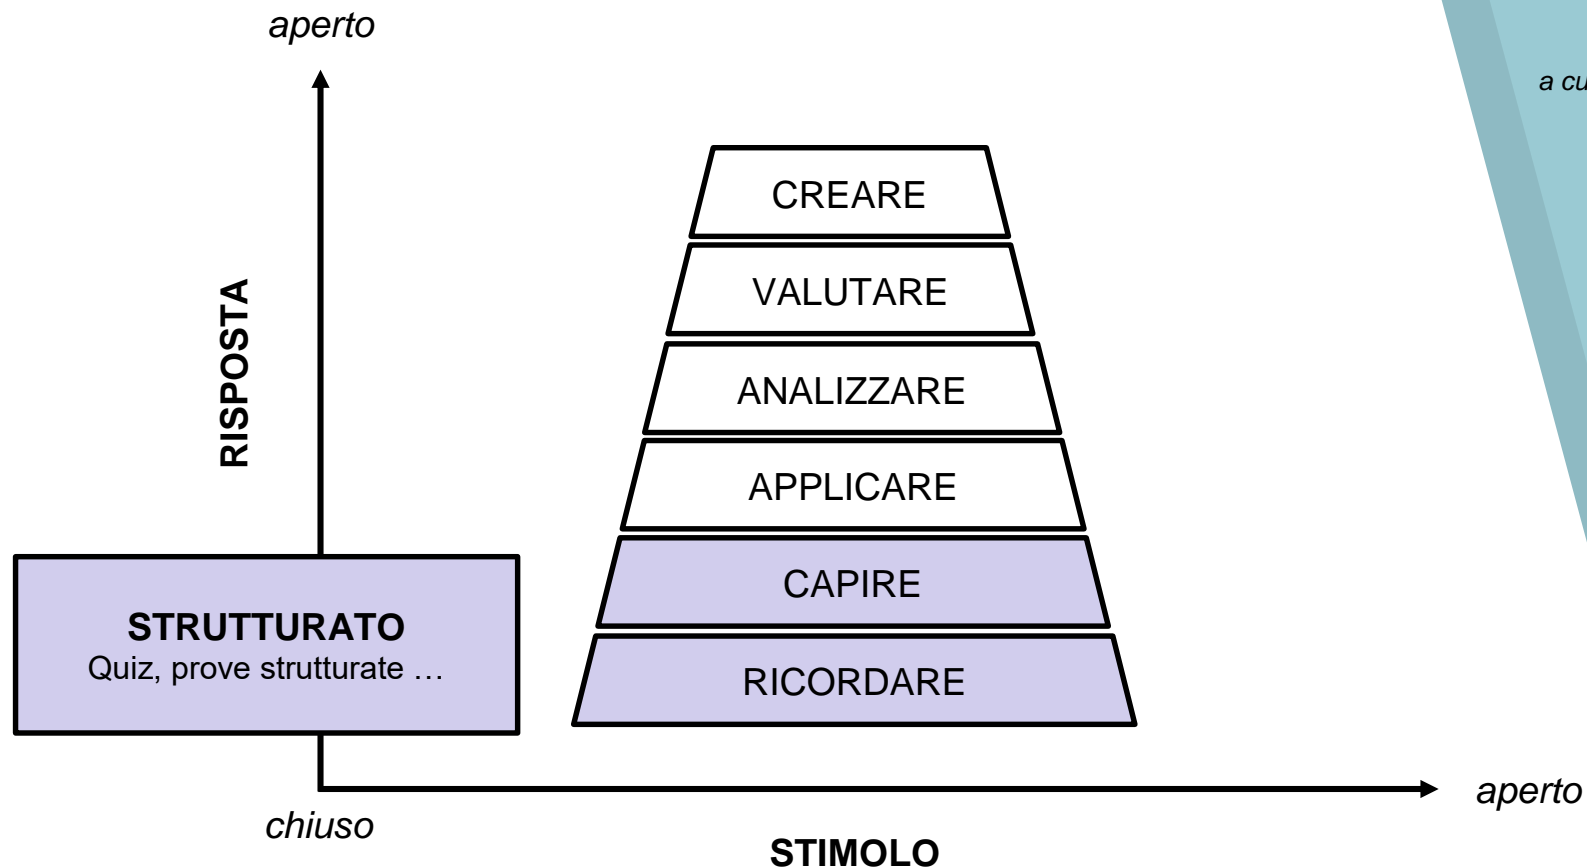 aperto
a cu
CREARE
VALUTARE
RISPOSTA
ANALIZZARE
APPLICARE
CAPIRE
STRUTTURATO
Quiz, prove strutturate …
RICORDARE
aperto
chiuso
STIMOLO